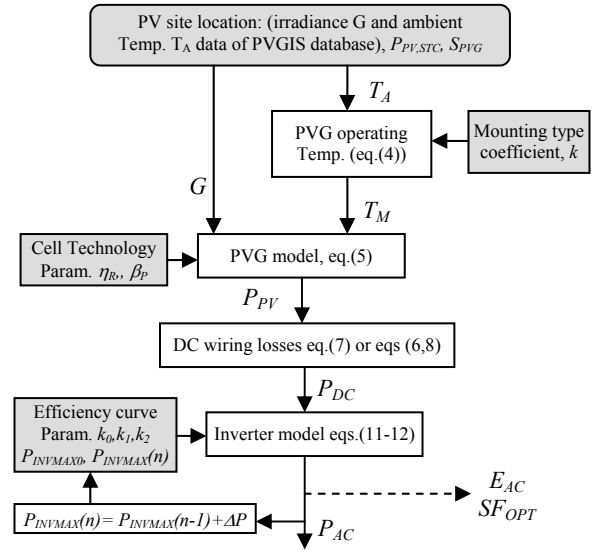 PV site location: (irradiance G and ambient
Temp. T_A data of PVGIS database), P_PV,STC, S_PVG
T_A
PVG operating
Temp. (eq.(4))
Mounting type
coefficient, k
G
T_M
Cell Technology
Param. η_R,, β_P
PVG model, eq.(5)
P_PV
DC wiring losses eq.(7) or eqs (6,8)
P_DC
Efficiency curve
Param. k_0,k_1,k_2
P_INVMAX0, P_INVMAX(n)
Inverter model eqs.(11-12)
E_AC
SF_OPT
P_INVMAX(n)= P_INVMAX(n-1)+ΔP
P_AC